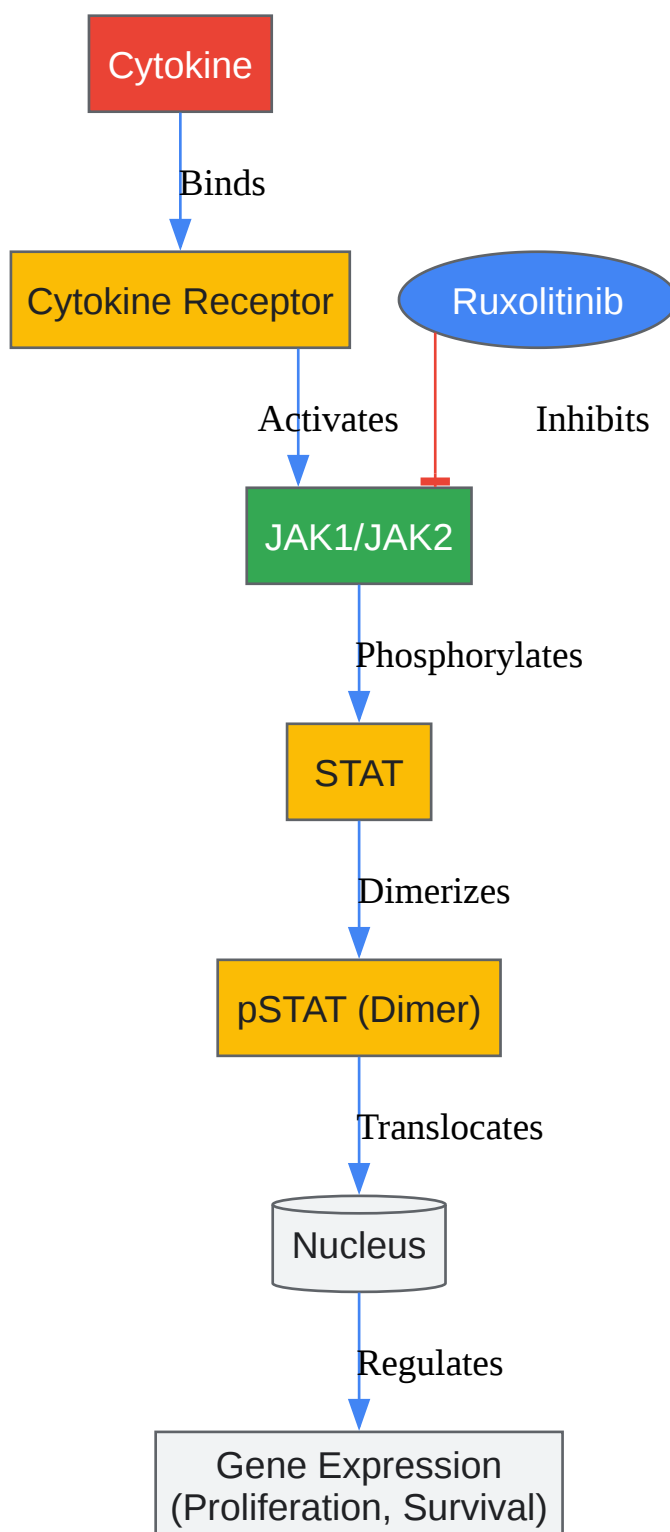 Cytokine
Binds
Cytokine Receptor
Ruxolitinib
Activates
Inhibits
JAK1/JAK2
Phosphorylates
STAT
Dimerizes
pSTAT (Dimer)
Translocates
Nucleus
Regulates
Gene Expression
(Proliferation, Survival)